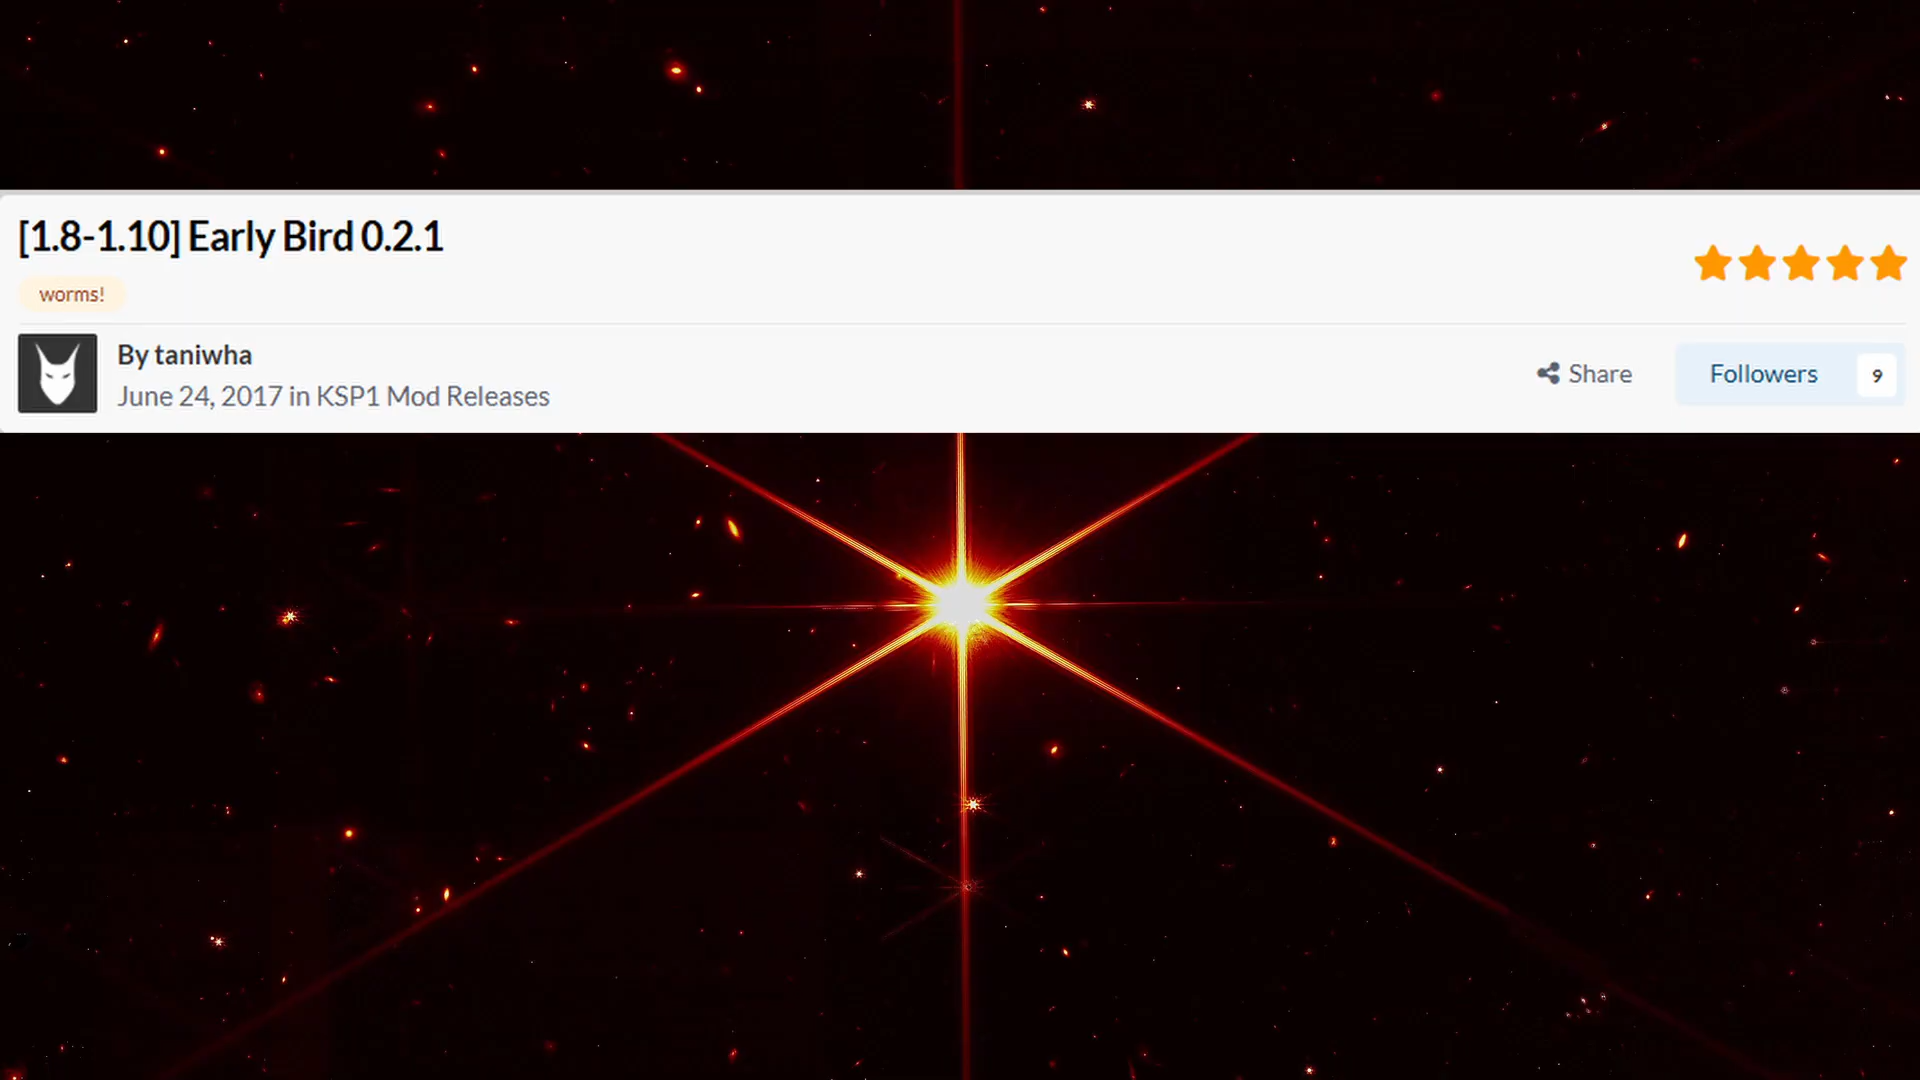 [1.8-1.10] Early Bird 0.2.1
worms!
By taniwha
June 24, 2017 in KSP1 Mod Releases
Share
Followers 9